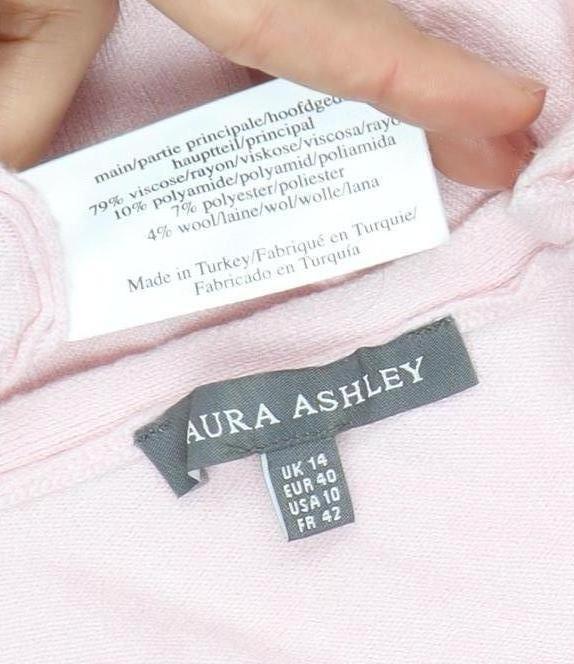 main/partie principale/hoofdged
hauptteil/principal
79% viscose/rayon/viskose/viscosa/rayo
10% polyamide/polyamid/poliamida
7% polyester/poliester
4% wool/laine/wol/wolle/lana
Made in Turkey/Fabriqué en Turquie/
Fabricado en Turquía
AURA ASHLEY
UK 14
EUR 40
USA 10
FR 42